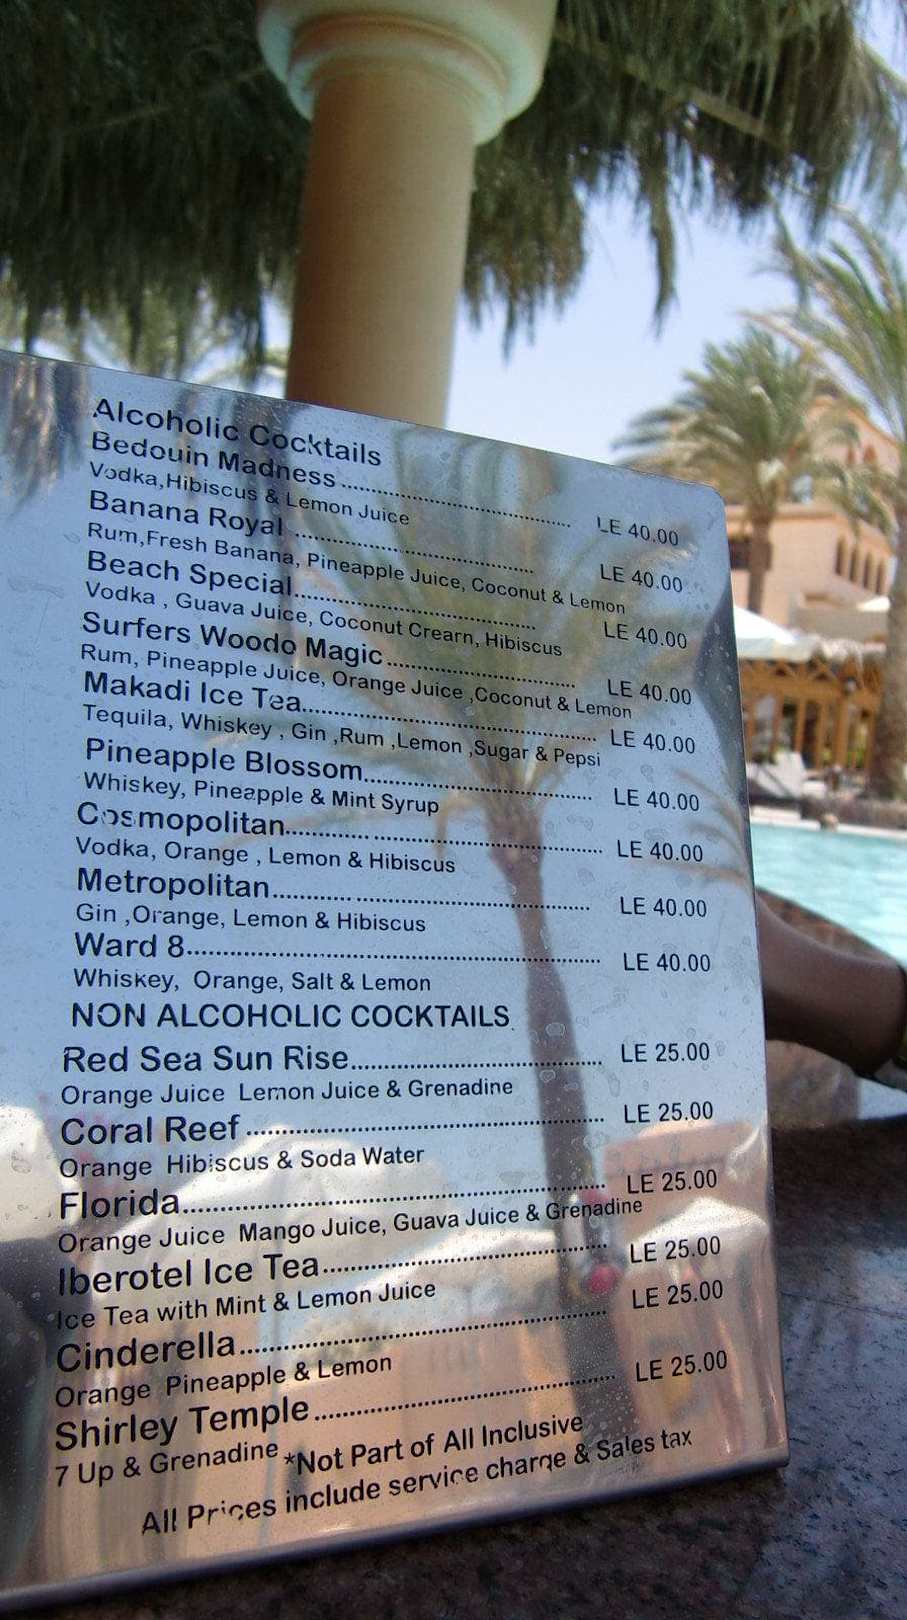 Alcoholic Cocktails
Bedouin Madness.................................................. LE 40.00
Vodka,Hibiscus & Lemon Juice
Banana Royal .................................................. LE 40.00
Rum,Fresh Banana, Pineapple Juice, Coconut & Lemon
Beach Special.................................................. LE 40.00
Vodka , Guava Juice, Coconut Crearn, Hibiscus
Surfers Woodo Magic........................................ LE 40.00
Rum, Pineapple Juice, Orange Juice ,Coconut & Lemon
Makadi Ice Tea.................................................. LE 40.00
Tequila, Whiskey , Gin ,Rum ,Lemon ,Sugar & Pepsi
Pineapple Blossom............................................. LE 40.00
Whiskey, Pineapple & Mint Syrup
Cosmopolitan.................................................. LE 40.00
Vodka, Orange , Lemon & Hibiscus
Metropolitan.................................................. LE 40.00
Gin ,Orange, Lemon & Hibiscus
Ward 8............................................................ LE 40.00
Whiskey, Orange, Salt & Lemon
NON ALCOHOLIC COCKTAILS
Red Sea Sun Rise............................................. LE 25.00
Orange Juice Lemon Juice & Grenadine
Coral Reef .................................................. LE 25.00
Orange Hibiscus & Soda Water
Florida............................................................ LE 25.00
Orange Juice Mango Juice, Guava Juice & Grenadine
Iberotel Ice Tea.................................................. LE 25.00
Ice Tea with Mint & Lemon Juice
Cinderella.................................................. LE 25.00
Orange Pineapple & Lemon
Shirley Temple.................................................. LE 25.00
7 Up & Grenadine
*Not Part of All Inclusive
All Prices include service charge & Sales tax